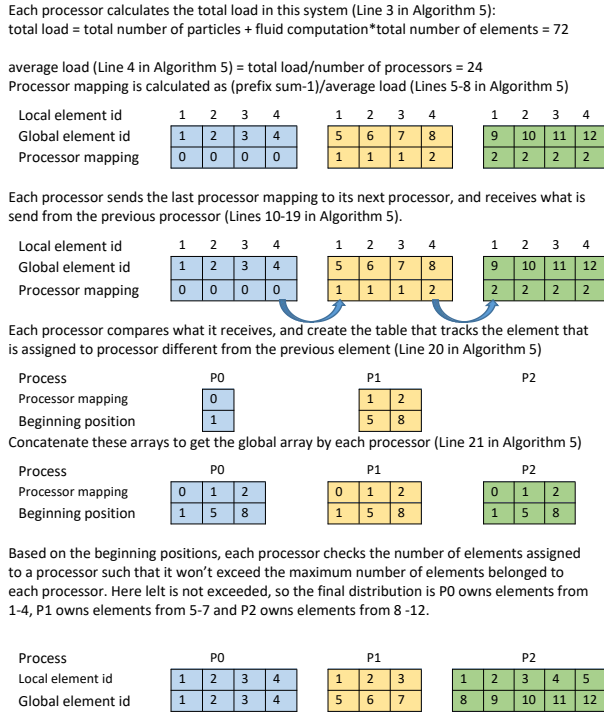 Each processor calculates the total load in this system (Line 3 in Algorithm 5):
total load = total number of particles + fluid computation*total number of elements = 72
average load (Line 4 in Algorithm 5) = total load/number of processors = 24
Processor mapping is calculated as (prefix sum-1)/average load (Lines 5-8 in Algorithm 5)
Local element id 1 2 3 4 1 2 3 4 1 2 3 4
Global element id 1 2 3 4 5 6 7 8 9 10 11 12
Processor mapping 0 0 0 0 1 1 1 2 2 2 2 2
Each processor sends the last processor mapping to its next processor, and receives what is
send from the previous processor (Lines 10-19 in Algorithm 5).
Local element id 1 2 3 4 1 2 3 4 1 2 3 4
Global element id 1 2 3 4 5 6 7 8 9 10 11 12
Processor mapping 0 0 0 0 1 1 1 2 2 2 2 2
Each processor compares what it receives, and create the table that tracks the element that
is assigned to processor different from the previous element (Line 20 in Algorithm 5)
Process P0 P1 P2
Processor mapping 0 1 2
Beginning position 1 5 8
Concatenate these arrays to get the global array by each processor (Line 21 in Algorithm 5)
Process P0 P1 P2
Processor mapping 0 1 2 0 1 2 0 1 2
Beginning position 1 5 8 1 5 8 1 5 8
Based on the beginning positions, each processor checks the number of elements assigned
to a processor such that it won't exceed the maximum number of elements belonged to
each processor. Here lelt is not exceeded, so the final distribution is P0 owns elements from
1-4, P1 owns elements from 5-7 and P2 owns elements from 8 -12.
Process P0 P1 P2
Local element id 1 2 3 4 1 2 3 1 2 3 4 5
Global element id 1 2 3 4 5 6 7 8 9 10 11 12